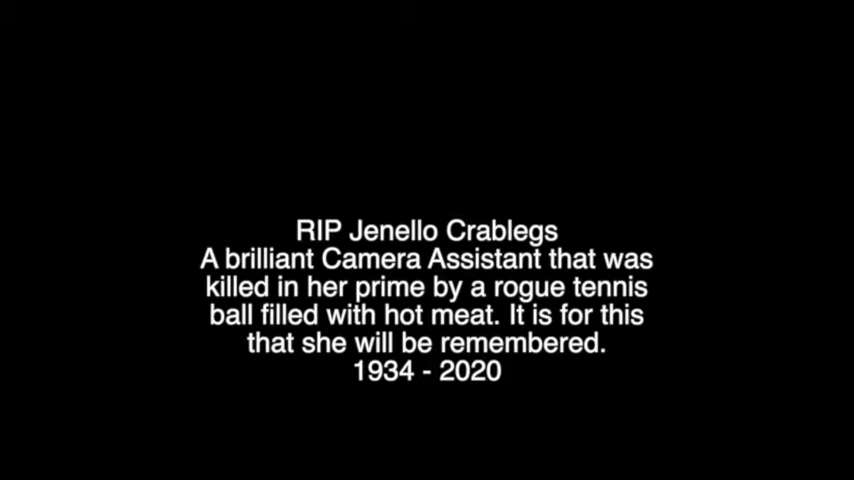 RIP Jenello Crablegs
A brilliant Camera Assistant that was
killed in her prime by a rogue tennis
ball filled with hot meat. It is for this
that she will be remembered.
1934 - 2020